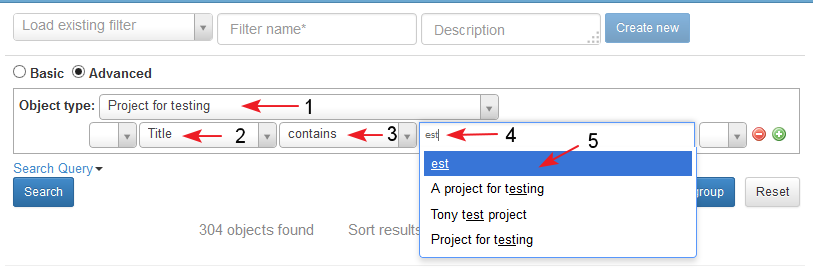 Load existing filter Filter name* Description Create new
Basic Advanced
Object type: Project for testing 1
Title 2 contains 3 est 4
5
Search Query
est
Search group Reset
A project for testing
Tony test project
304 objects found Sort results
Project for testing